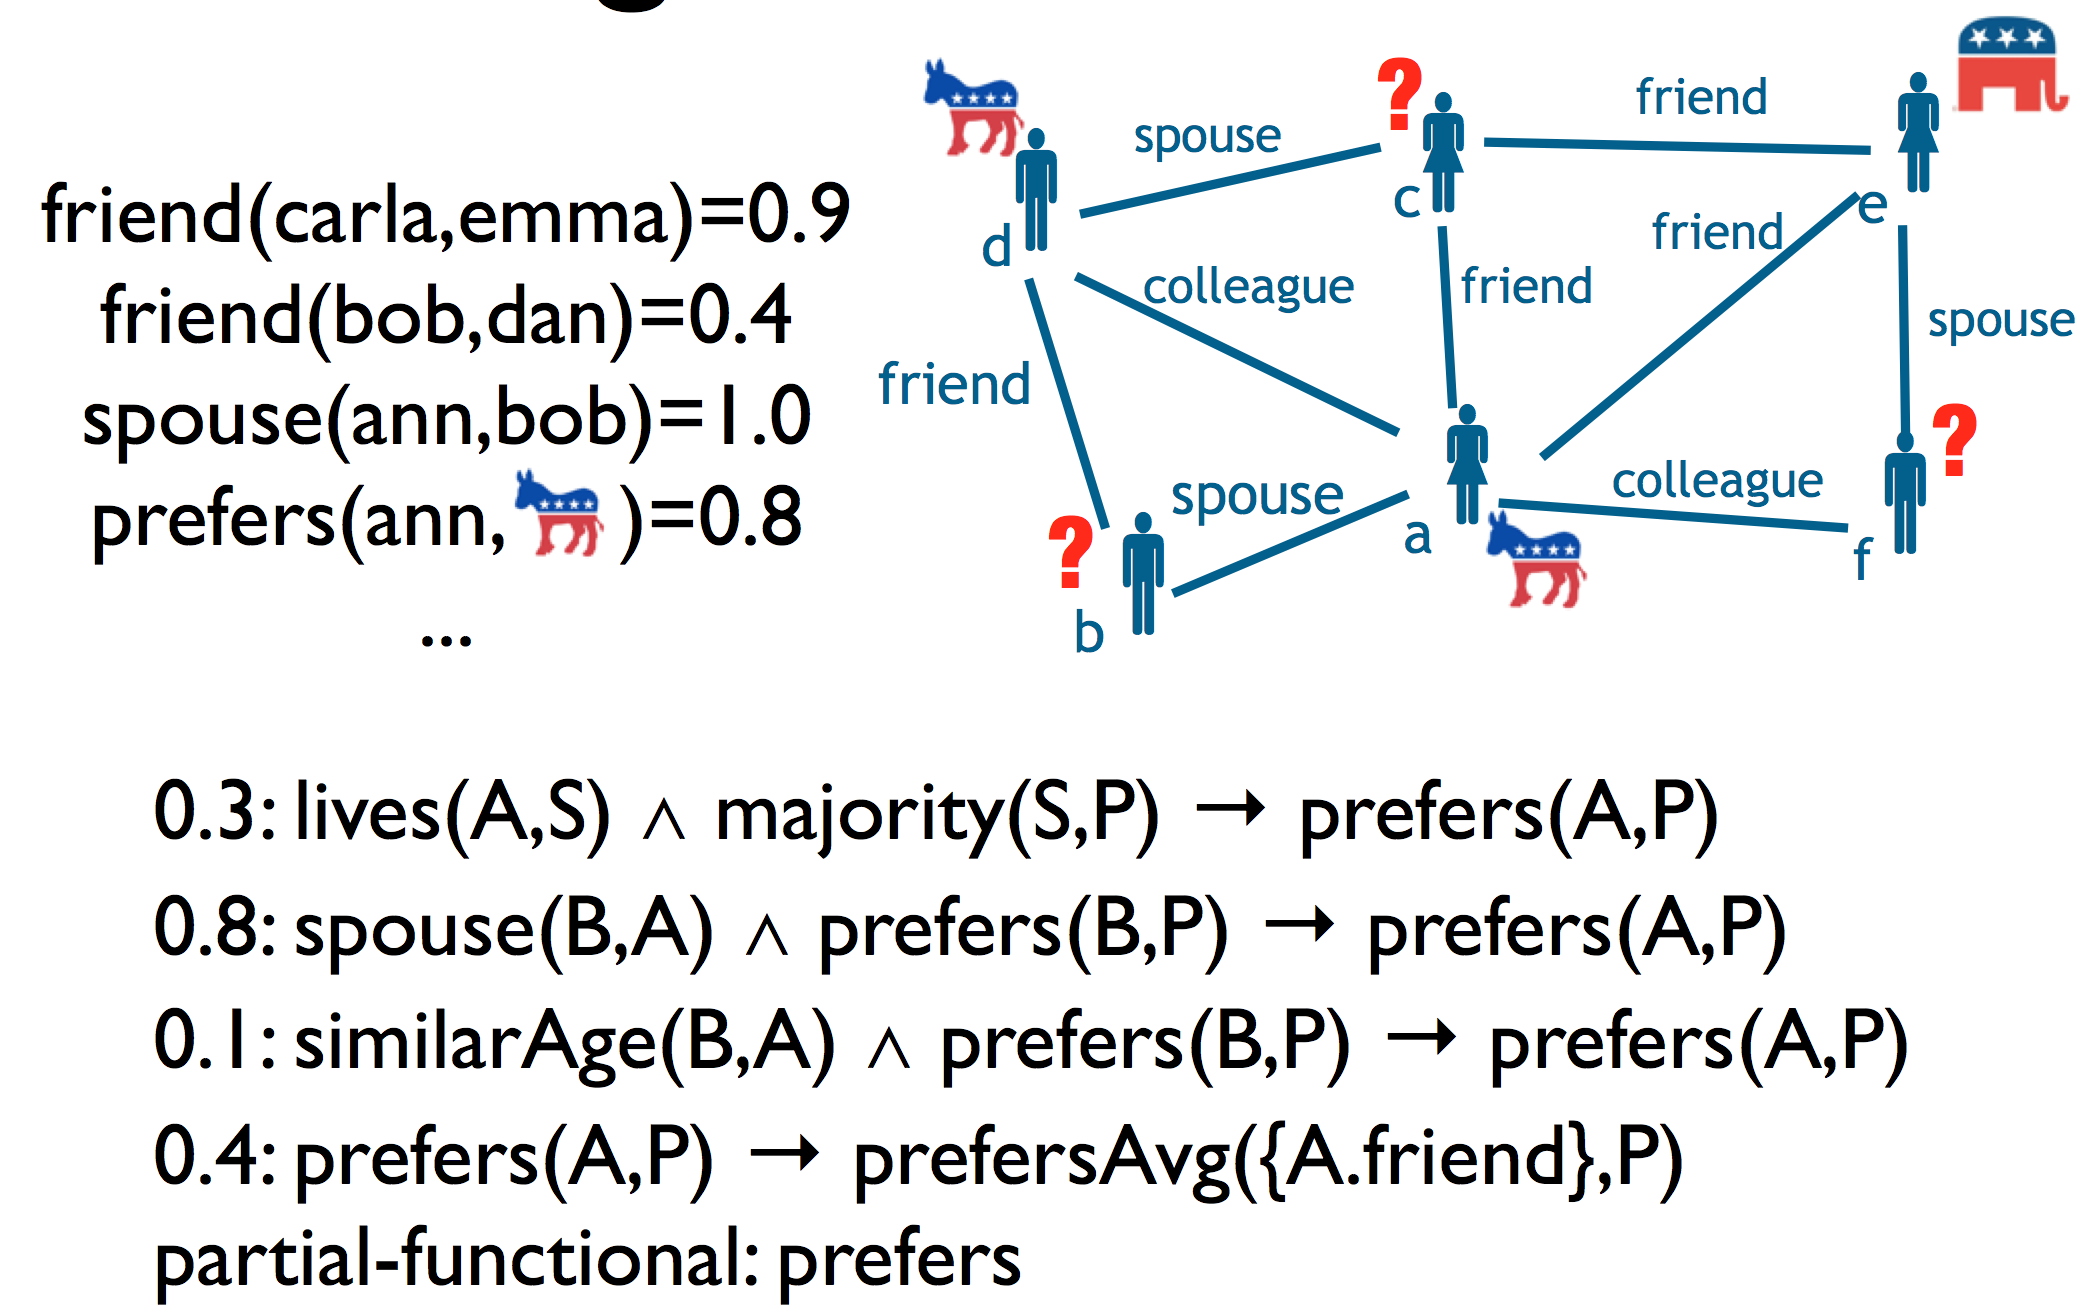 friend(carla,emma)=0.9
friend(bob,dan)=0.4
spouse(ann,bob)=1.0
prefers(ann, )=0.8
...
?
spouse
friend
c
e
d
colleague
friend
friend
spouse
friend
?
spouse
colleague
a
f
?
b
0.3: lives(A,S) ∧ majority(S,P) → prefers(A,P)
0.8: spouse(B,A) ∧ prefers(B,P) → prefers(A,P)
0.1: similarAge(B,A) ∧ prefers(B,P) → prefers(A,P)
0.4: prefers(A,P) → prefersAvg({A.friend},P)
partial-functional: prefers